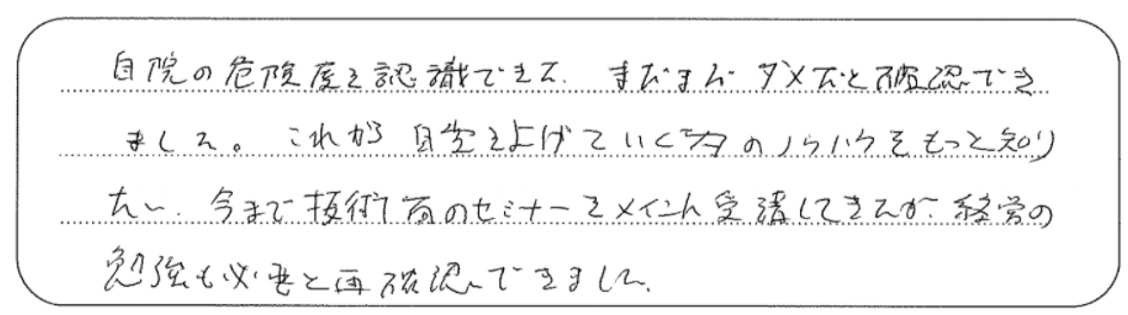 自院の危険度を認識できた。まだまだダメだと確認でき
ました。これから自空を上げていく為のノウハウをもっと知り
たい。今まで技術面のセミナーをメインに受講してきたが、経営の
勉強も必要と再確認できました。